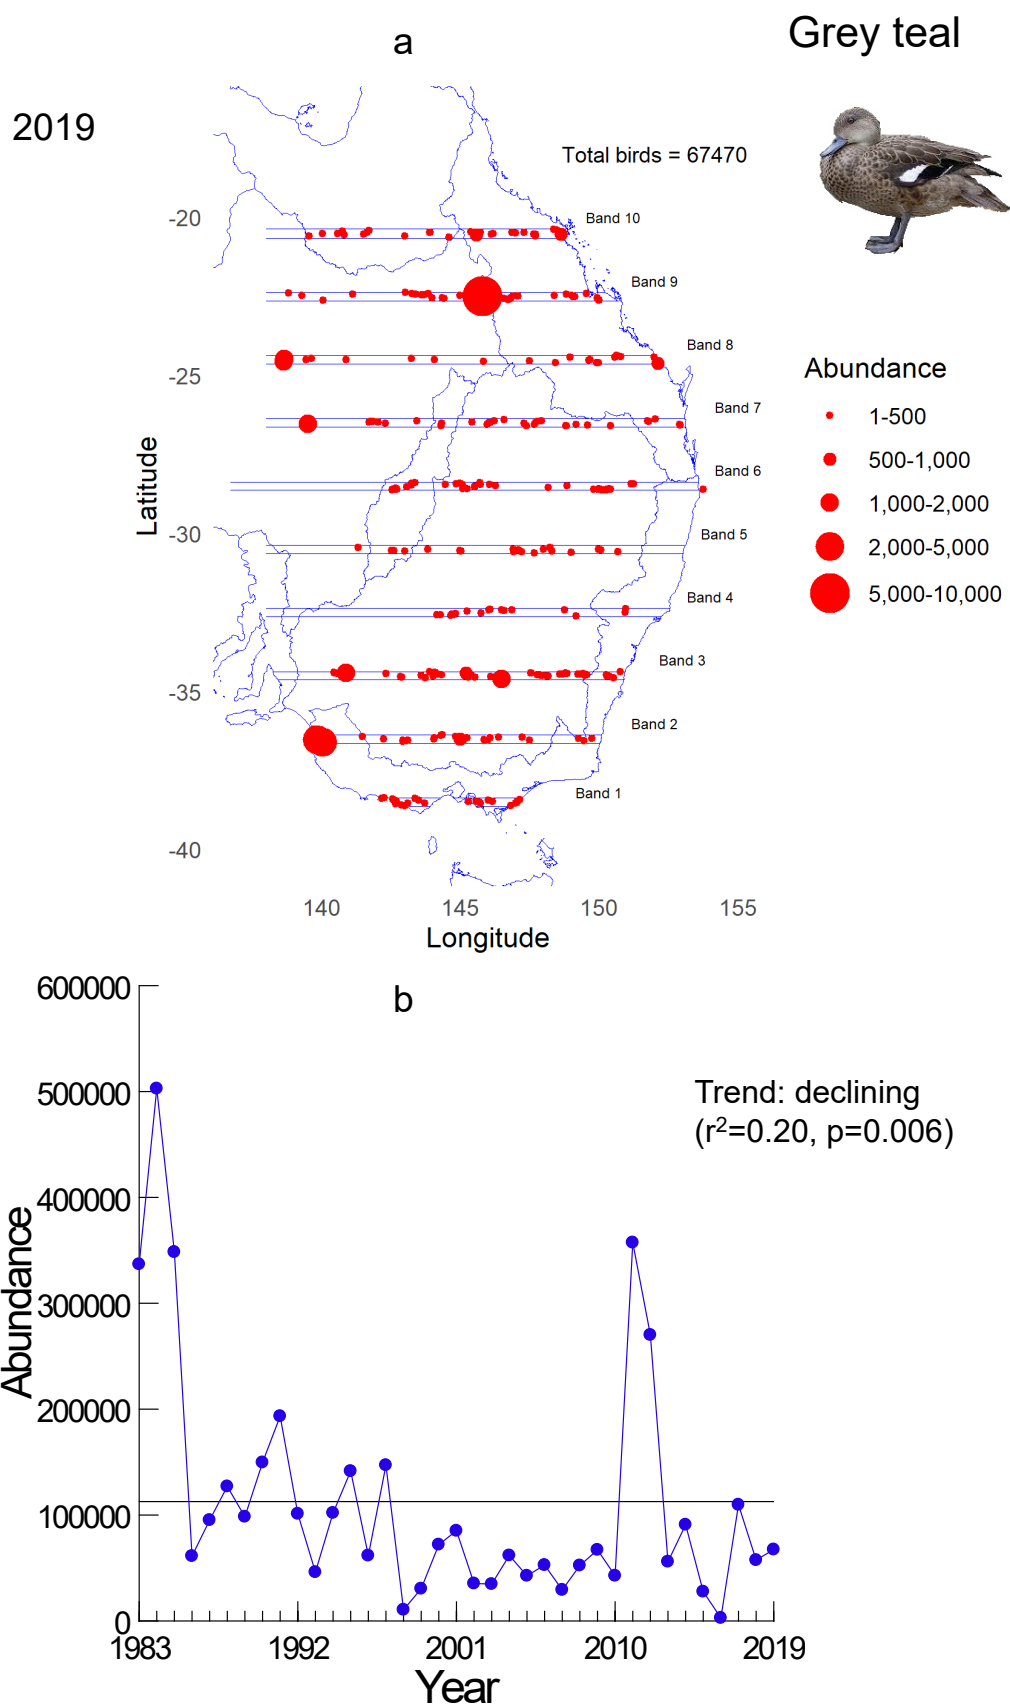 a
Grey teal
2019
Total birds = 67470
-20
-25
-30
-35
-40
Latitude
Band 10
Band 9
Band 8
Band 7
Band 6
Band 5
Band 4
Band 3
Band 2
Band 1
140 145 150 155
Longitude
Abundance
1-500
500-1,000
1,000-2,000
2,000-5,000
5,000-10,000
b
600000
500000
400000
300000
200000
100000
0
Abundance
Trend: declining
(r²=0.20, p=0.006)
1983 1992 2001 2010 2019
Year